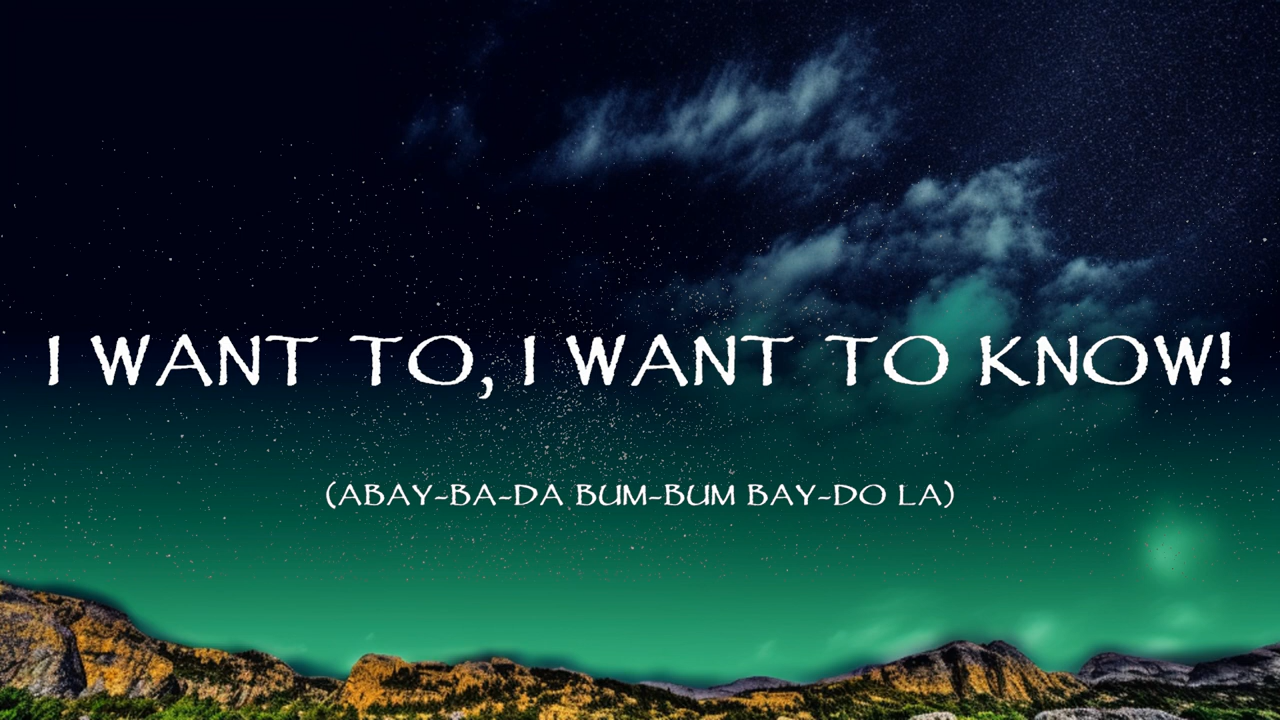 I WANT TO, I WANT TO KNOW!
(ABAY-BA-DA BUM-BUM BAY-DO LA)